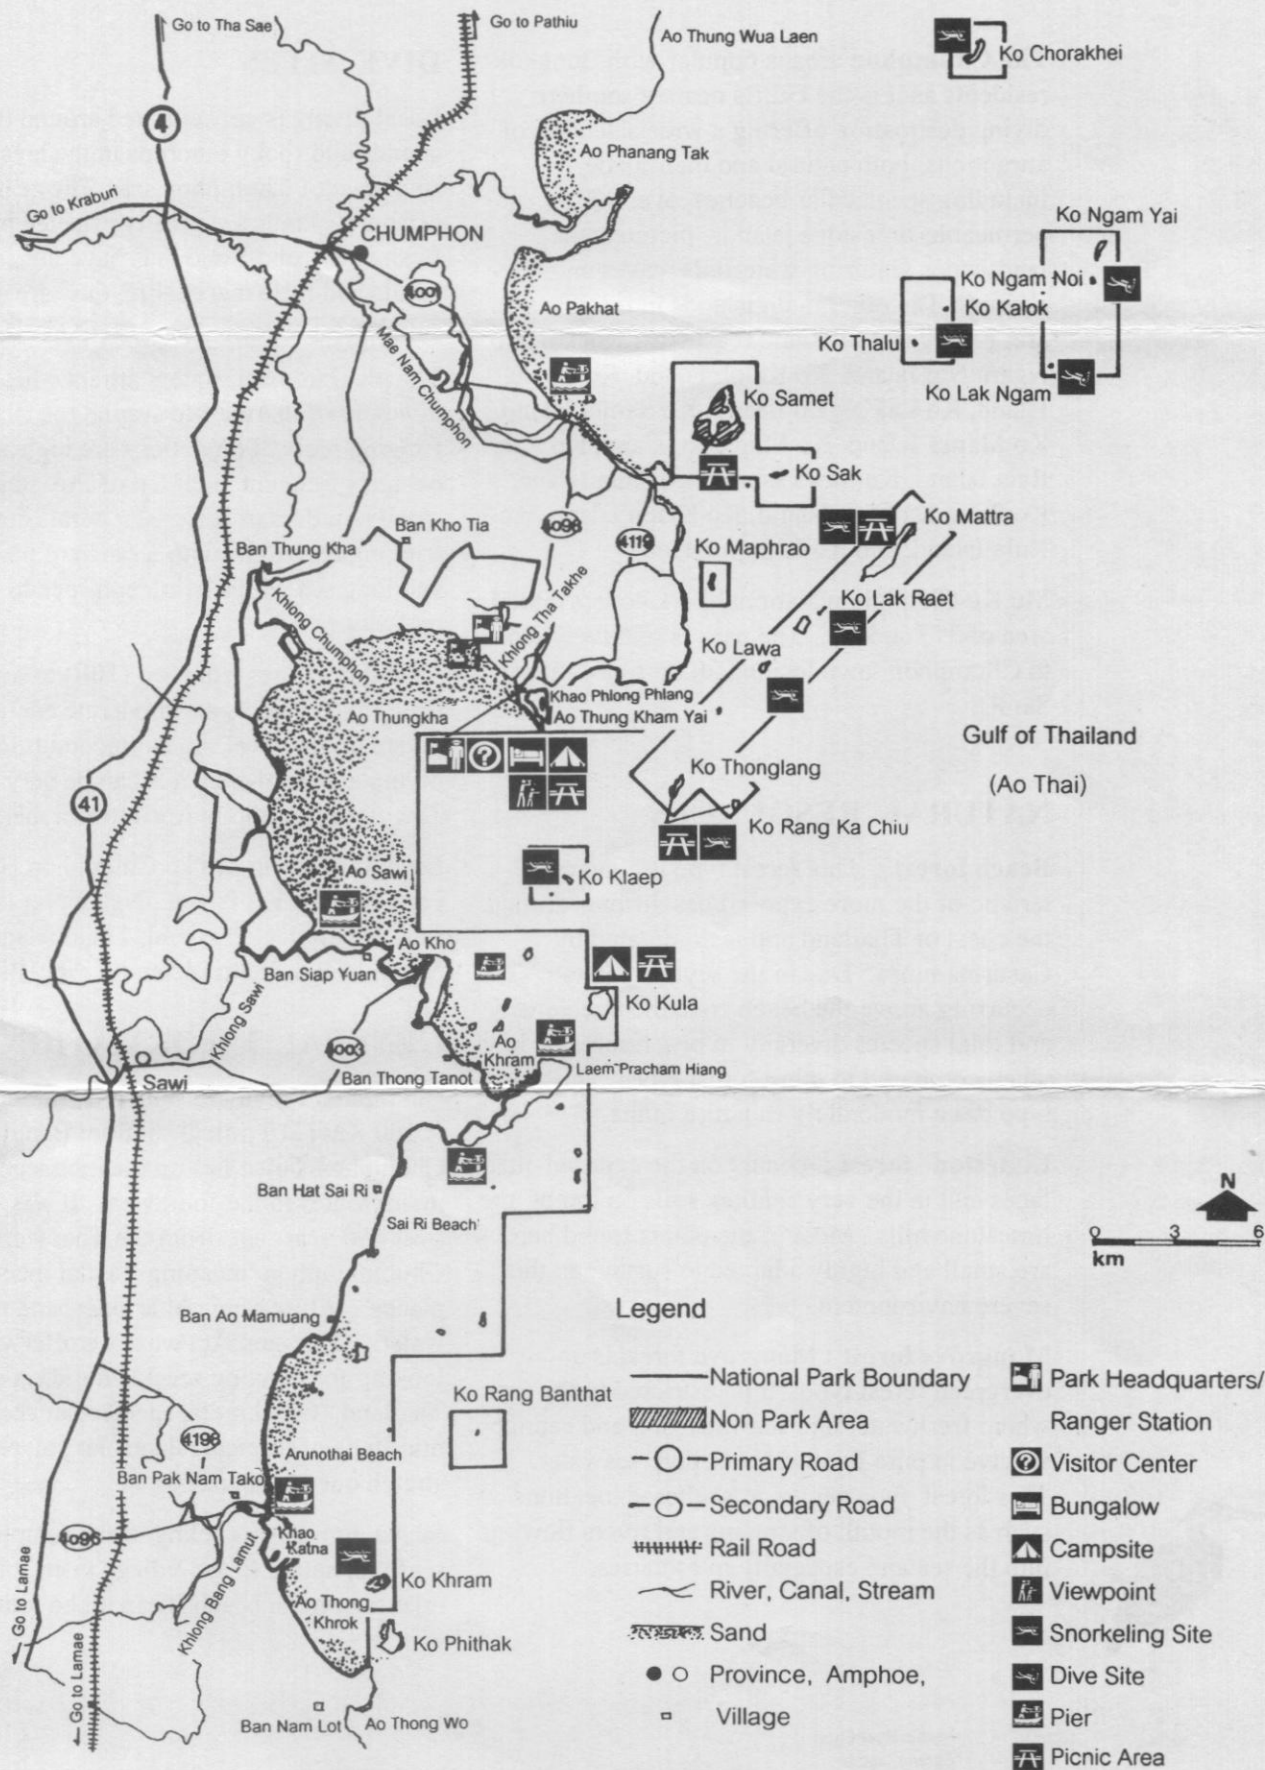 Go to Tha Sae
Go to Pathiu
Ao Thung Wua Laen
Ko Chorakhei
4
Ao Phanang Tak
Go to Kraburi
CHUMPHON
Ko Ngam Yai
Ko Ngam Noi
4001
Ao Pakhat
Ko Kalok
Mae Nam Chumphon
Ko Thalu
Ko Lak Ngam
Ko Samet
Ko Sak
Ban Kho Tia
4098
4119
Ko Mattra
Ban Thung Kha
Ko Maphrao
Khlong Chumphon
Khlong Tha Takhe
Ko Lak Raet
Ko Lawa
Khao Phlong Phlang
Ao Thungkha
Ao Thung Kham Yai
Gulf of Thailand
(Ao Thai)
Ko Thonglang
41
Ko Rang Ka Chiu
Ao Sawi
Ko Klaep
Ao Kho
Ban Siap Yuan
Ko Kula
Khlong Sawi
4003
Ao
Khram
Sawi
Ban Thong Tanot
Laem Pracham Hiang
Ban Hat Sai Ri
Sai Ri Beach
N
0 3 6
km
Ban Ao Mamuang
Ko Rang Banthat
4198
Arunothai Beach
Ban Pak Nam Tako
4096
Khao
Katna
Khlong Bang Lamut
Ko Khram
Ao Thong
Khrok
Ko Phithak
Go to Lamae
Go to Lamae
Ban Nam Lot
Ao Thong Wo
Legend
National Park Boundary
Non Park Area
Primary Road
Secondary Road
Rail Road
River, Canal, Stream
Sand
Province, Amphoe,
Village
Park Headquarters/
Ranger Station
Visitor Center
Bungalow
Campsite
Viewpoint
Snorkeling Site
Dive Site
Pier
Picnic Area